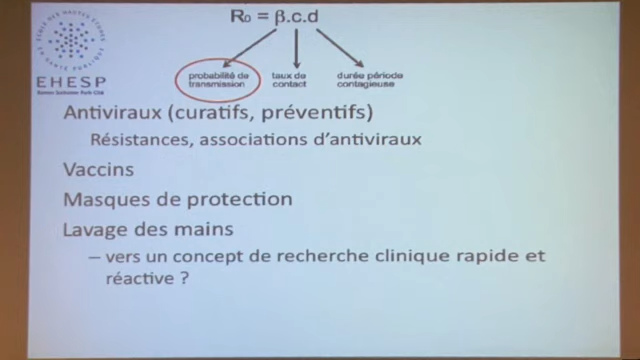 R₀ = β.c.d
probabilité de
transmission
taux de
contact
durée période
contagieuse
EHESP
Antiviraux (curatifs, préventifs)
Résistances, associations d'antiviraux
Vaccins
Masques de protection
Lavage des mains
– vers un concept de recherche clinique rapide et
réactive ?